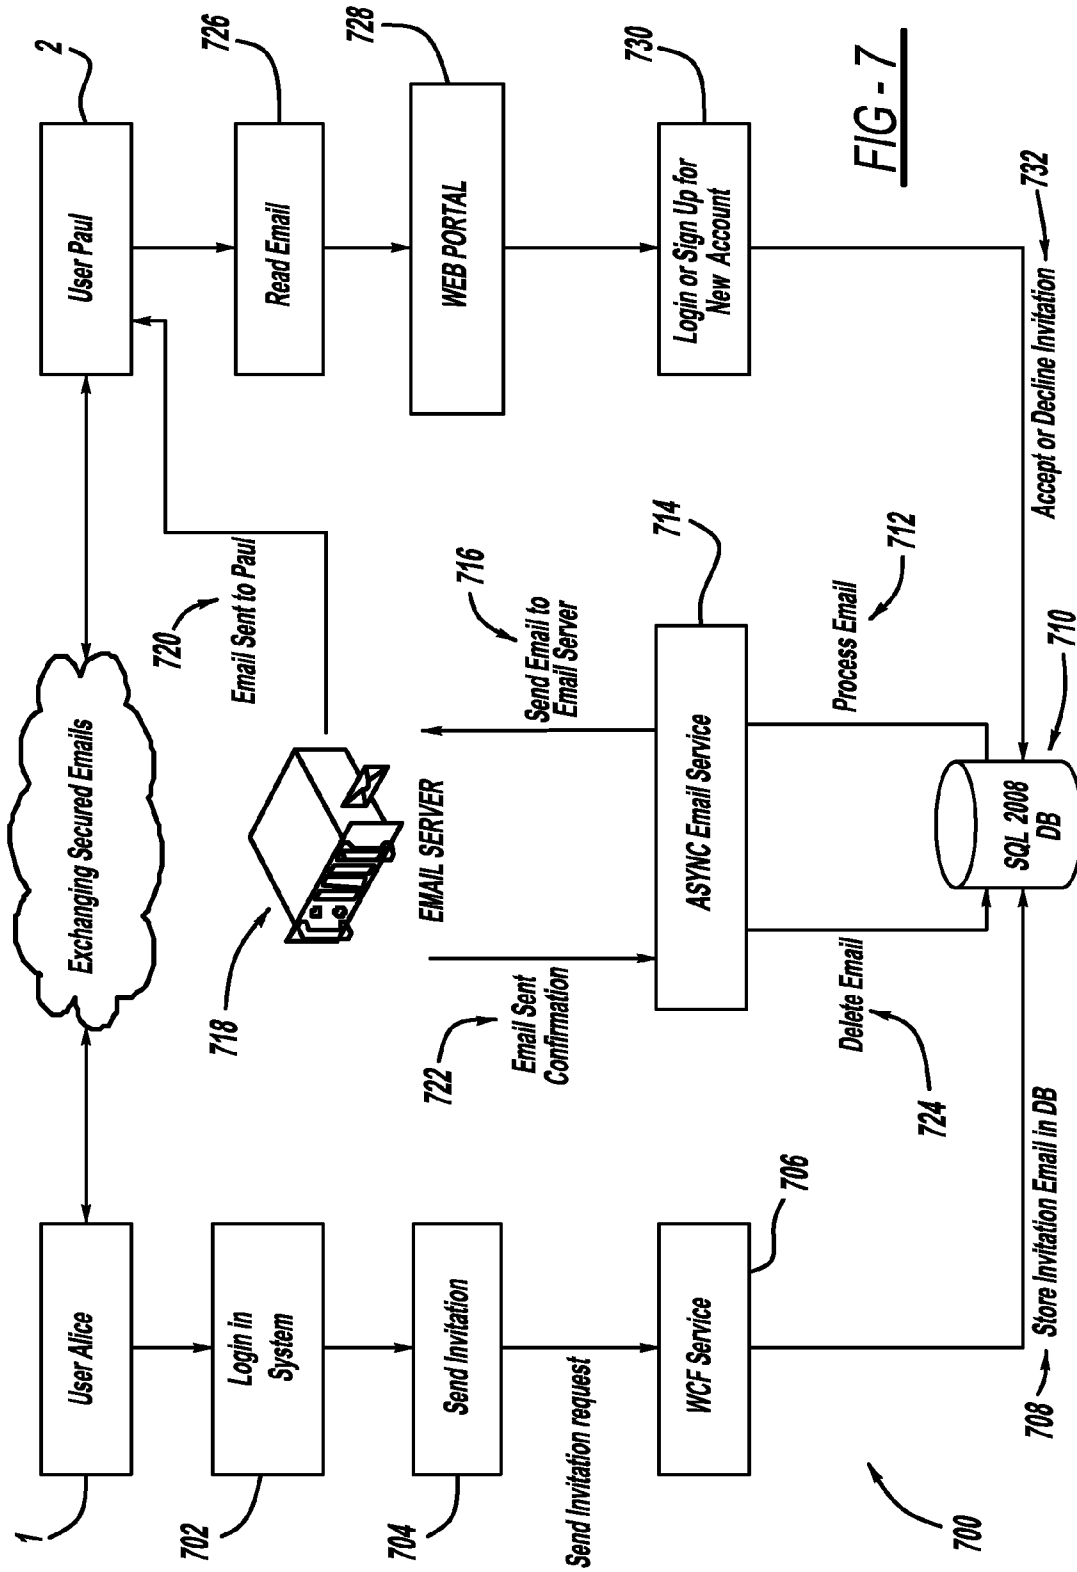 Exchanging Secured Emails
1
User Alice
User Paul
2
702
Login in
System
720
Email Sent to Paul
Read Email
726
718
EMAIL SERVER
704
Send Invitation
WEB PORTAL
728
Send Invitation request
722
Email Sent
Confirmation
716
Send Email to
Email Server
WCF Service
706
ASYNC Email Service
714
Login or Sign Up for
New Account
730
Delete Email
724
Process Email
712
700
708
Store Invitation Email in DB
SQL 2008
DB
710
Accept or Decline Invitation
732
FIG - 7